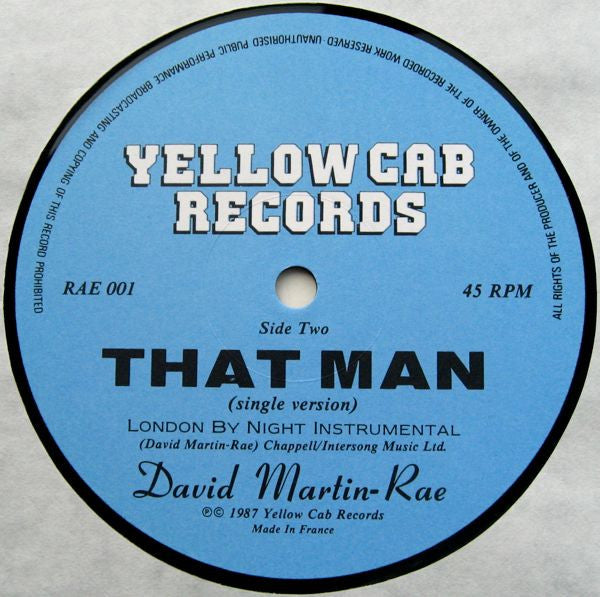 ALL RIGHTS OF THE PRODUCER AND OF THE OWNER OF THE RECORDED WORK RESERVED UNAUTHORISED PUBLIC PERFORMANCE BROADCASTING AND COPYING OF THIS RECORD PROHIBITED
YELLOW CAB
RECORDS
RAE 001
45 RPM
Side Two
THAT MAN
(single version)
LONDON BY NIGHT INSTRUMENTAL
(David Martin-Rae) Chappell/Intersong Music Ltd.
David Martin-Rae
℗© 1987 Yellow Cab Records
Made In France